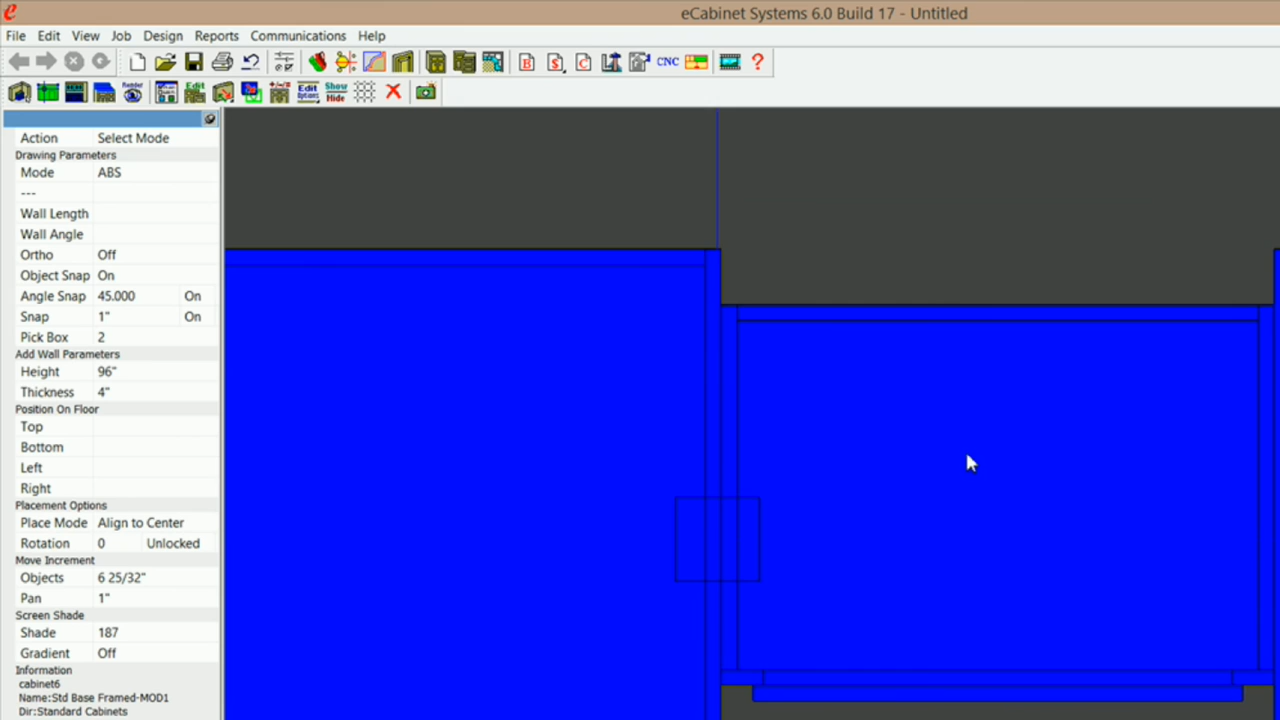 eCabinet Systems 6.0 Build 17 - Untitled
File Edit View Job Design Reports Communications Help
B $ C CNC ?
Render Edit Edit Options Show Hide
Action Select Mode
Drawing Parameters
Mode ABS
---
Wall Length
Wall Angle
Ortho Off
Object Snap On
Angle Snap 45.000 On
Snap 1" On
Pick Box 2
Add Wall Parameters
Height 96"
Thickness 4"
Position On Floor
Top
Bottom
Left
Right
Placement Options
Place Mode Align to Center
Rotation 0 Unlocked
Move Increment
Objects 6 25/32"
Pan 1"
Screen Shade
Shade 187
Gradient Off
Information
cabinet6
Name:Std Base Framed-MOD1
Dir:Standard Cabinets